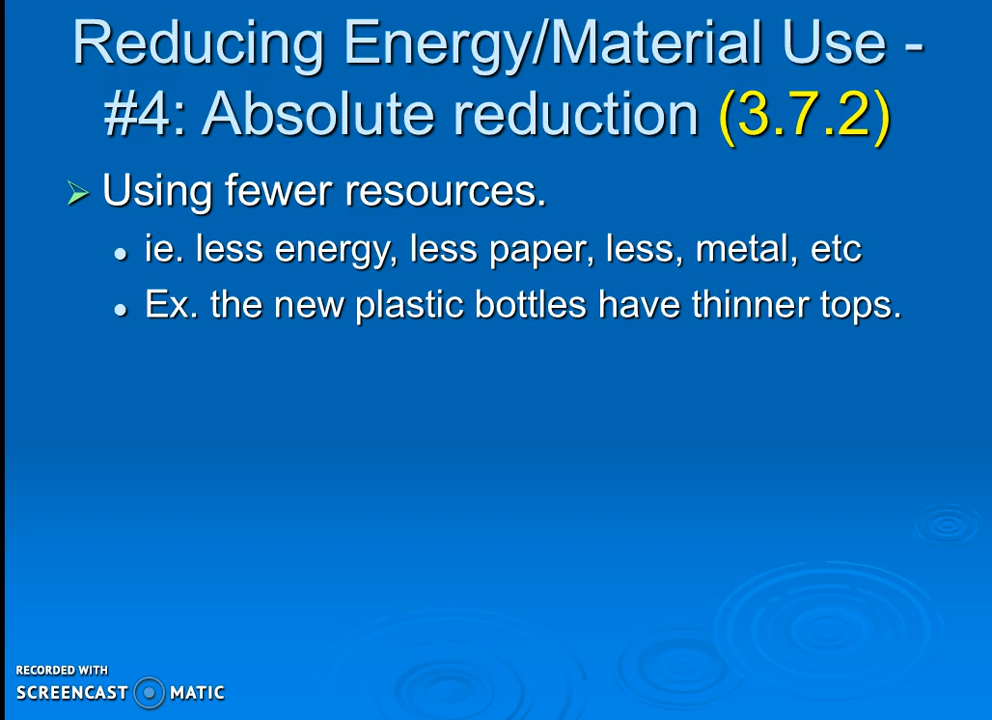 Reducing Energy/Material Use -
#4: Absolute reduction (3.7.2)
Using fewer resources.
ie. less energy, less paper, less, metal, etc
Ex. the new plastic bottles have thinner tops.
RECORDED WITH
SCREENCAST MATIC